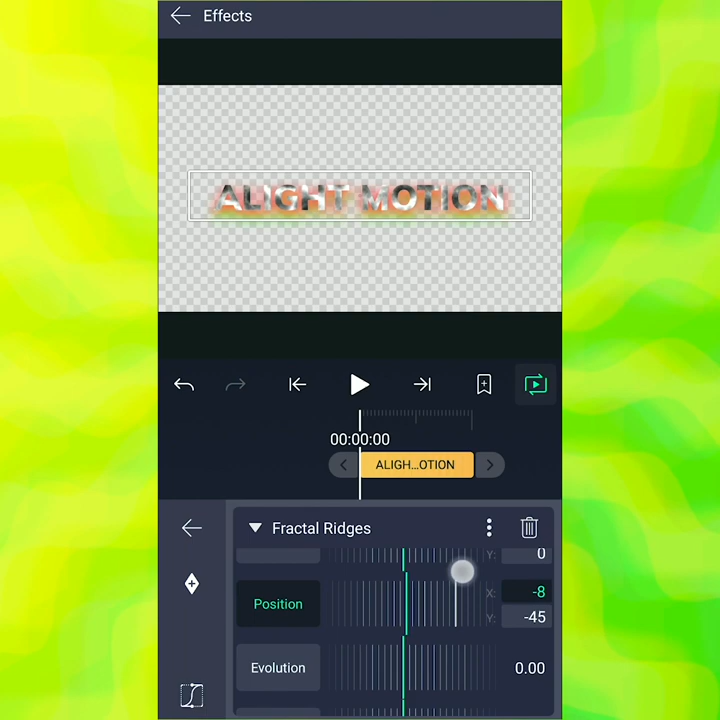 Effects
ALIGHT MOTION
00:00:00
ALIGH...OTION
Fractal Ridges
Y: 0
Position
X: -8
Y: -45
Evolution
0.00